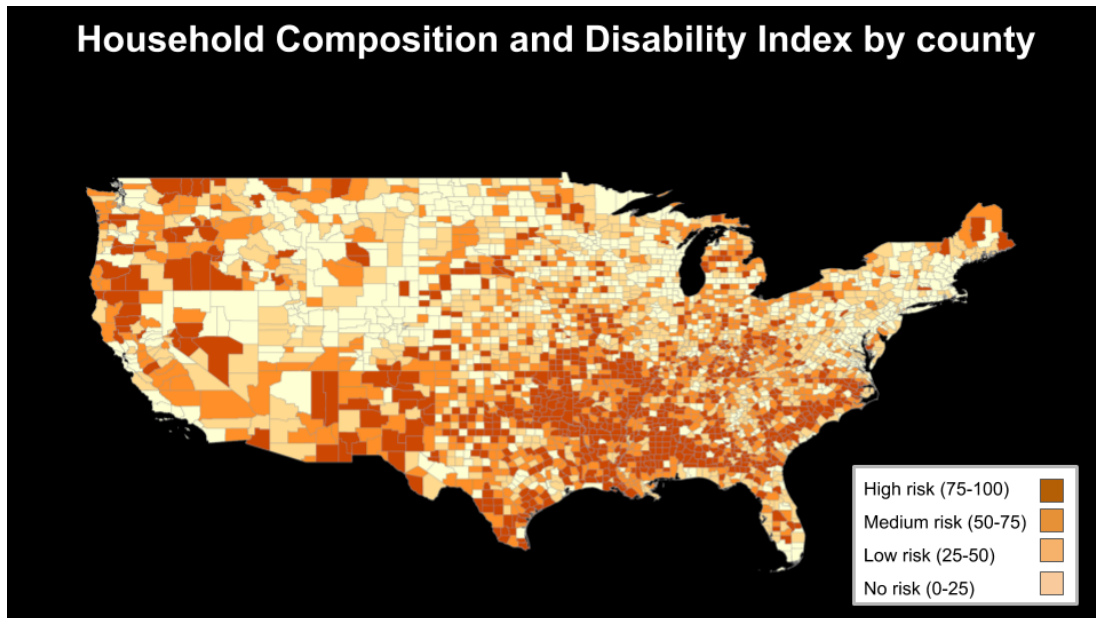 Household Composition and Disability Index by county
High risk (75-100)
Medium risk (50-75)
Low risk (25-50)
No risk (0-25)